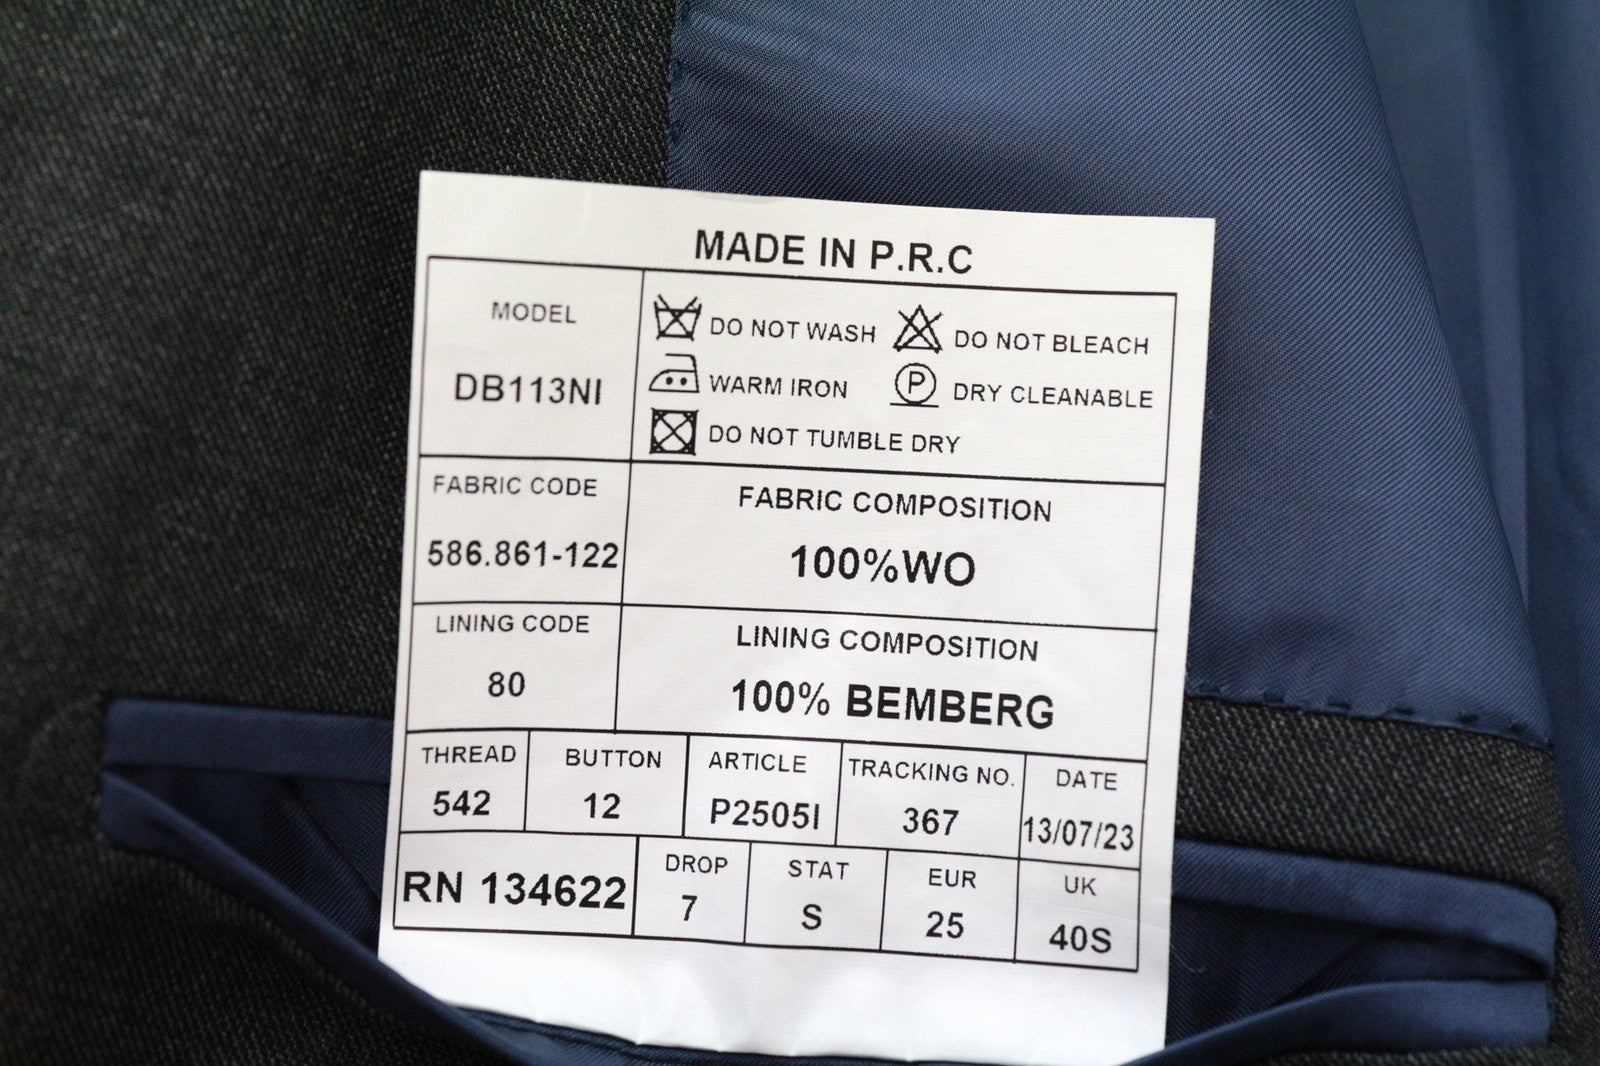 MADE IN P.R.C
MODEL
DB113NI
DO NOT WASH
DO NOT BLEACH
WARM IRON
P
DRY CLEANABLE
DO NOT TUMBLE DRY
FABRIC CODE
586.861-122
FABRIC COMPOSITION
100%WO
LINING CODE
80
LINING COMPOSITION
100% BEMBERG
THREAD
542
BUTTON
12
ARTICLE
P2505I
TRACKING NO.
367
DATE
13/07/23
RN 134622
DROP
7
STAT
S
EUR
25
UK
40S